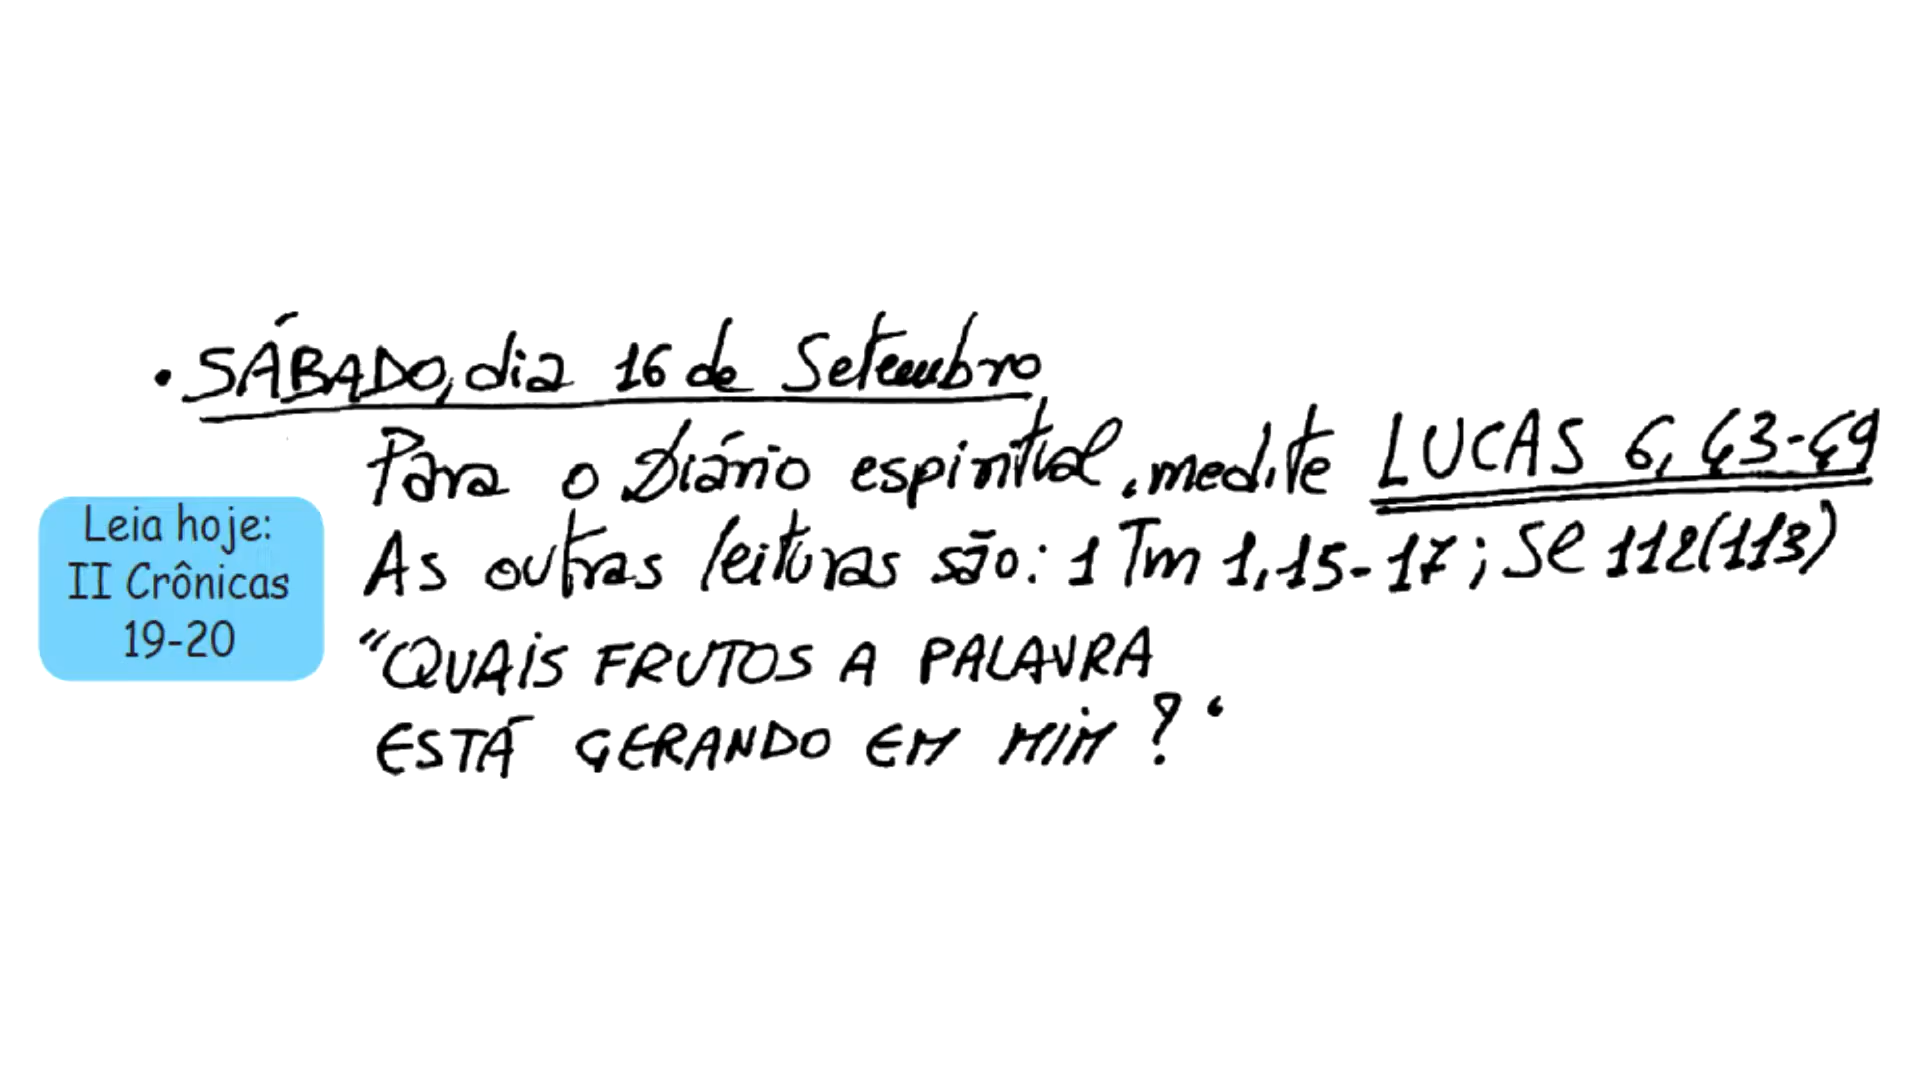 • SÁBADO, dia 16 de Setembro
Para o Diário espiritual, medite LUCAS 6, 43-49
As outras leituras são: 1 Tm 1,15-17; Sl 112(113)
"QUAIS FRUTOS A PALAVRA
ESTÁ GERANDO EM MIM?"
Leia hoje:
II Crônicas
19-20